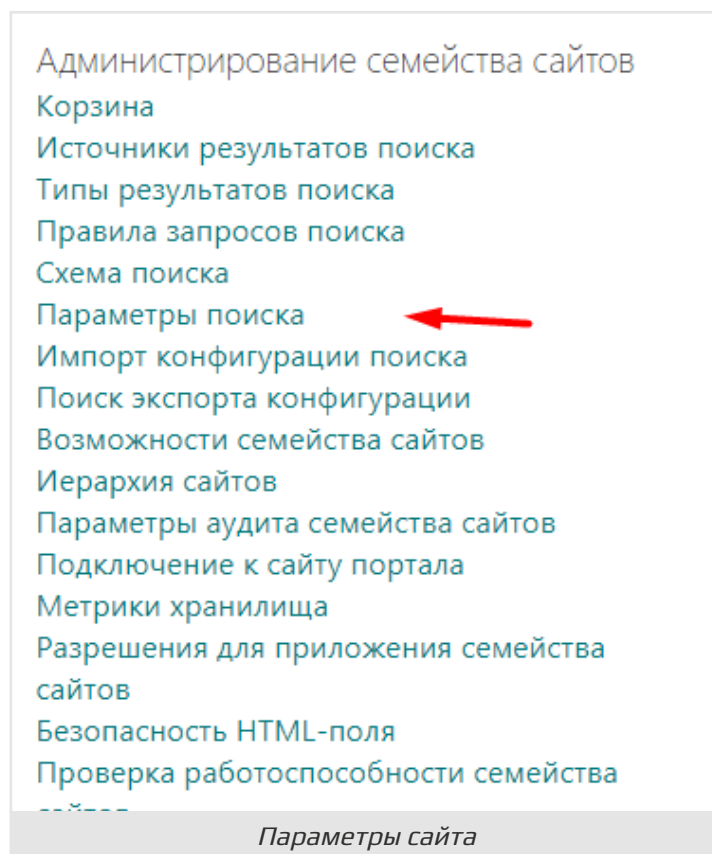 Администрирование семейства сайтов
Корзина
Источники результатов поиска
Типы результатов поиска
Правила запросов поиска
Схема поиска
Параметры поиска
Импорт конфигурации поиска
Поиск экспорта конфигурации
Возможности семейства сайтов
Иерархия сайтов
Параметры аудита семейства сайтов
Подключение к сайту портала
Метрики хранилища
Разрешения для приложения семейства
сайтов
Безопасность HTML-поля
Проверка работоспособности семейства
Параметры сайта